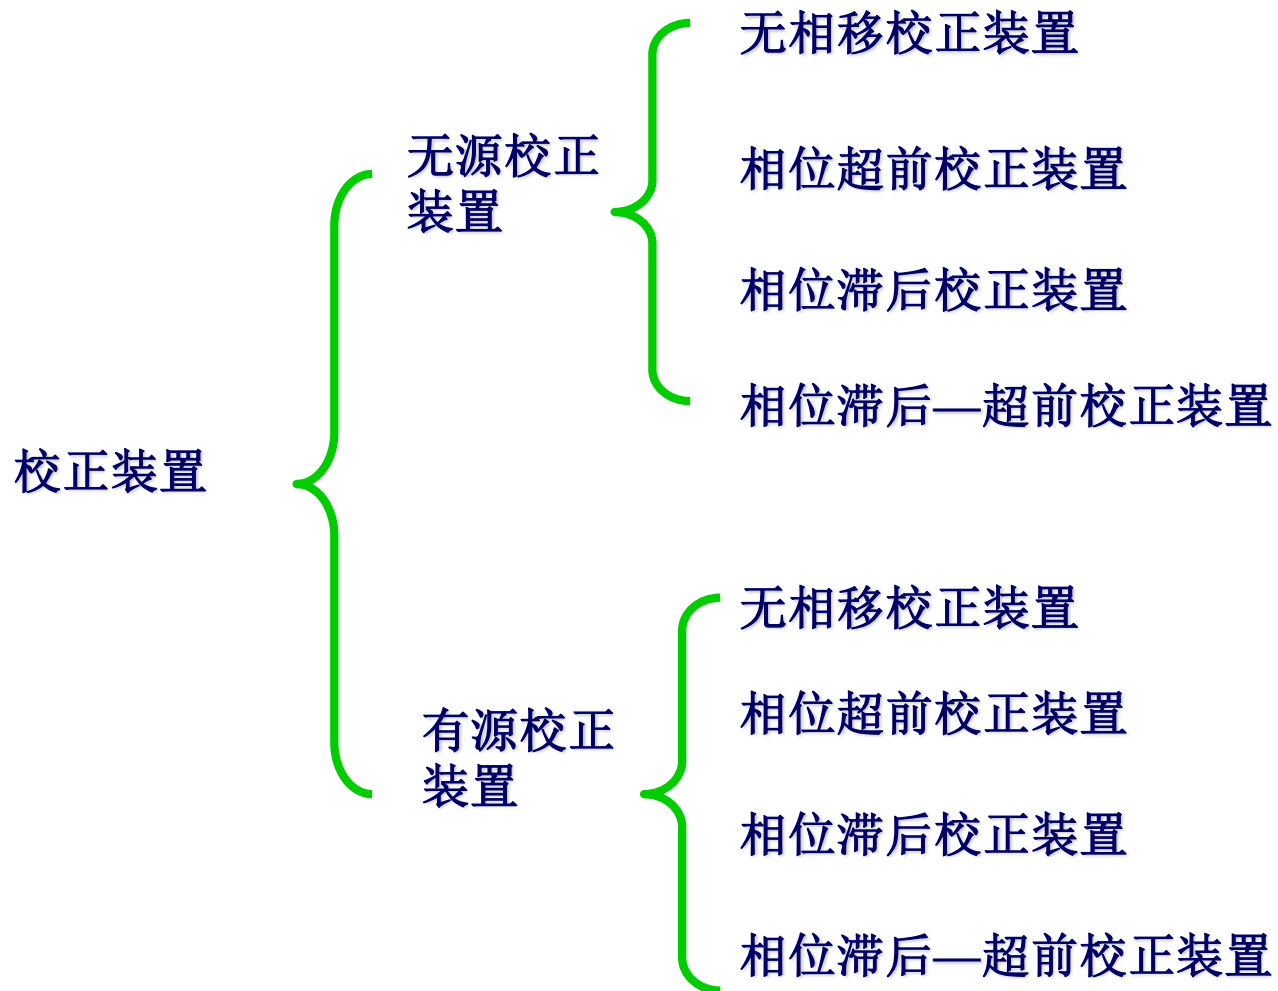 校正装置
无源校正
装置
无相移校正装置
相位超前校正装置
相位滞后校正装置
相位滞后—超前校正装置
有源校正
装置
无相移校正装置
相位超前校正装置
相位滞后校正装置
相位滞后—超前校正装置